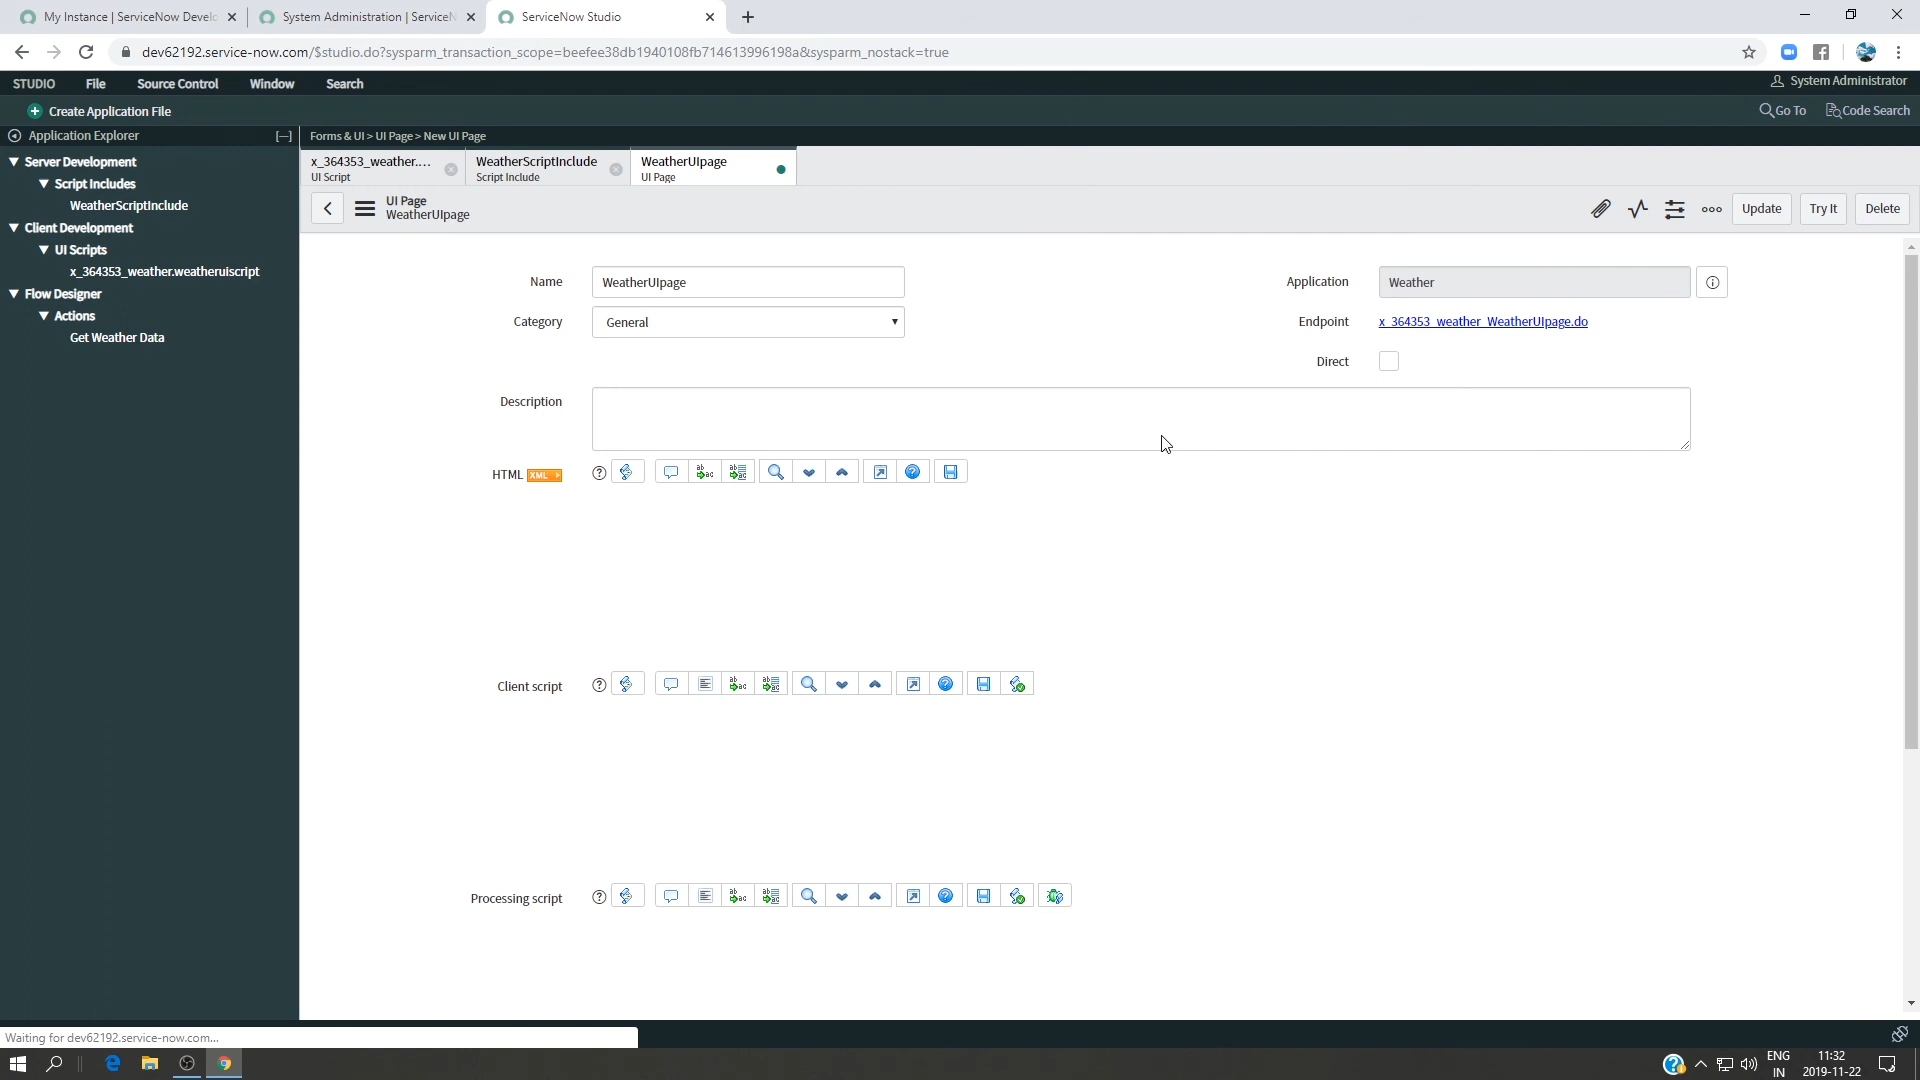 My Instance | ServiceNow Develo
System Administration | ServiceN
ServiceNow Studio
dev62192.service-now.com/$studio.do?sysparm_transaction_scope=beefee38db1940108fb714613996198a&sysparm_nostack=true
STUDIO File Source Control Window Search
System Administrator
Create Application File
Go To Code Search
Application Explorer
Forms & UI > UI Page > New UI Page
Server Development
Script Includes
WeatherScriptInclude
Client Development
UI Scripts
x_364353_weather.weatheruiscript
Flow Designer
Actions
Get Weather Data
x_364353_weather....
UI Script
WeatherScriptInclude
Script Include
WeatherUIpage
UI Page
UI Page
WeatherUIpage
Update Try It Delete
Name WeatherUIpage
Application Weather
Category General
Endpoint x_364353_weather_WeatherUIpage.do
Direct
Description
HTML XML
Client script
Processing script
Waiting for dev62192.service-now.com...
ENG
IN
11:32
2019-11-22